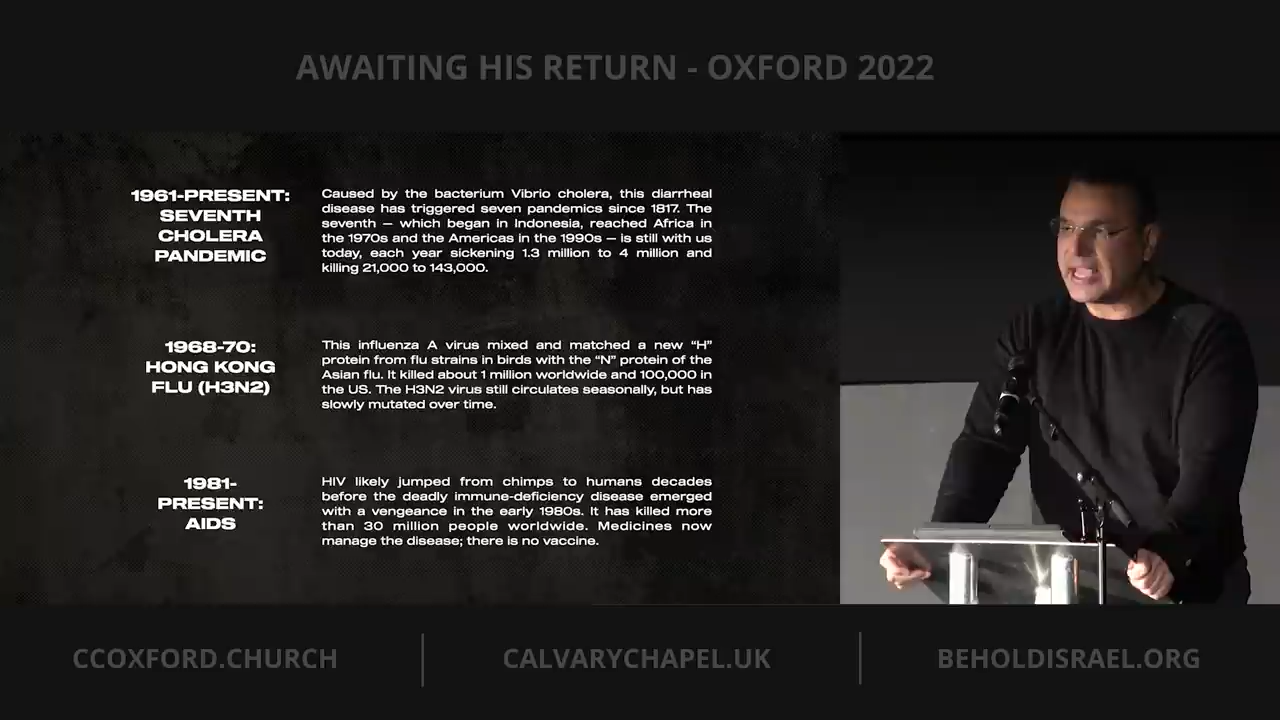 AWAITING HIS RETURN - OXFORD 2022
1961-PRESENT:
SEVENTH
CHOLERA
PANDEMIC
Caused by the bacterium Vibrio cholera, this diarrheal
disease has triggered seven pandemics since 1817. The
seventh — which began in Indonesia, reached Africa in
the 1970s and the Americas in the 1990s — is still with us
today, each year sickening 1.3 million to 4 million and
killing 21,000 to 143,000.
1968-70:
HONG KONG
FLU (H3N2)
This influenza A virus mixed and matched a new “H”
protein from flu strains in birds with the “N” protein of the
Asian flu. It killed about 1 million worldwide and 100,000 in
the US. The H3N2 virus still circulates seasonally, but has
slowly mutated over time.
1981-
PRESENT:
AIDS
HIV likely jumped from chimps to humans decades
before the deadly immune-deficiency disease emerged
with a vengeance in the early 1980s. It has killed more
than 30 million people worldwide. Medicines now
manage the disease; there is no vaccine.
CCOXFORD.CHURCH
CALVARYCHAPEL.UK
BEHOLDISRAEL.ORG